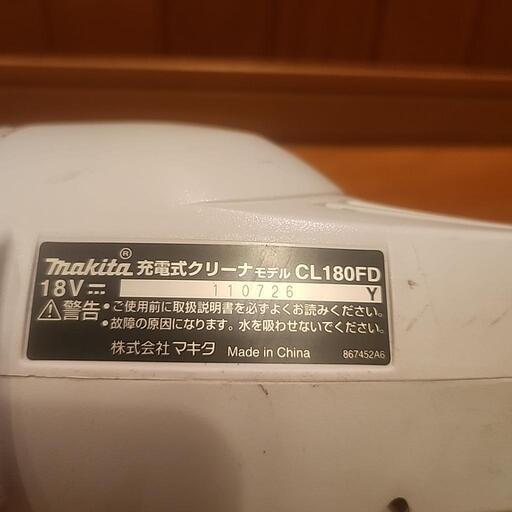 makita® 充電式クリーナモデル CL180FD
18V⎓ 110726 Y
⚠警告 •ご使用前に取扱説明書を必ずよくお読みください。
•故障の原因になります。水を吸わせないでください。
株式会社マキタ Made in China 867452A6